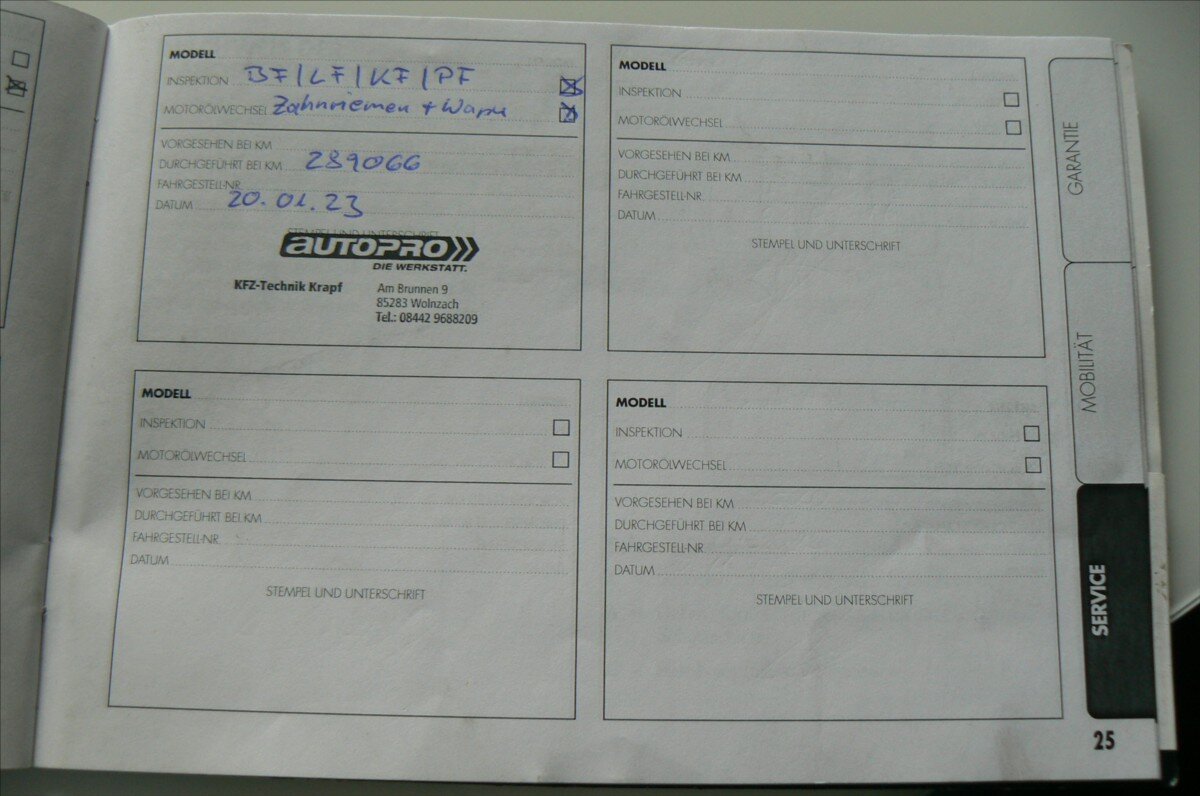 MODELL
INSPEKTION BF/LF/KF/PF
MOTORÖLWECHSEL Zahnriemen + Wapu
VORGESEHEN BEI KM
DURCHGEFÜHRT BEI KM 289066
FAHRGESTELL-NR.
DATUM 20.01.23
STEMPEL UND UNTERSCHRIFT
AUTOPRO
DIE WERKSTATT.
KFZ-Technik Krapf
Am Brunnen 9
85283 Wolnzach
Tel.: 08442 9688209
MODELL
INSPEKTION
MOTORÖLWECHSEL
VORGESEHEN BEI KM
DURCHGEFÜHRT BEI KM
FAHRGESTELL-NR.
DATUM
STEMPEL UND UNTERSCHRIFT
MODELL
INSPEKTION
MOTORÖLWECHSEL
VORGESEHEN BEI KM
DURCHGEFÜHRT BEI KM
FAHRGESTELL-NR.
DATUM
STEMPEL UND UNTERSCHRIFT
MODELL
INSPEKTION
MOTORÖLWECHSEL
VORGESEHEN BEI KM
DURCHGEFÜHRT BEI KM
FAHRGESTELL-NR.
DATUM
STEMPEL UND UNTERSCHRIFT
GARANTIE
MOBILITÄT
SERVICE
25